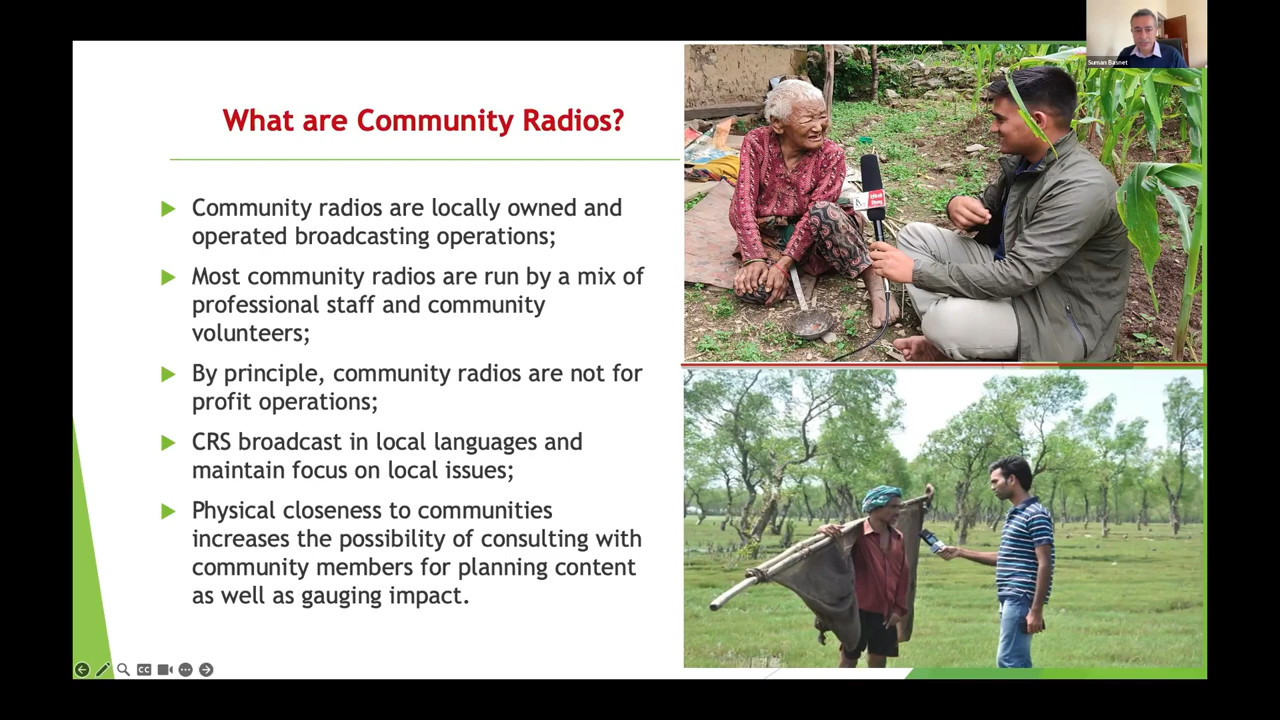 Suman Basnet
What are Community Radios?
Community radios are locally owned and
operated broadcasting operations;
Most community radios are run by a mix of
professional staff and community
volunteers;
By principle, community radios are not for
profit operations;
CRS broadcast in local languages and
maintain focus on local issues;
Physical closeness to communities
increases the possibility of consulting with
community members for planning content
as well as gauging impact.
CC